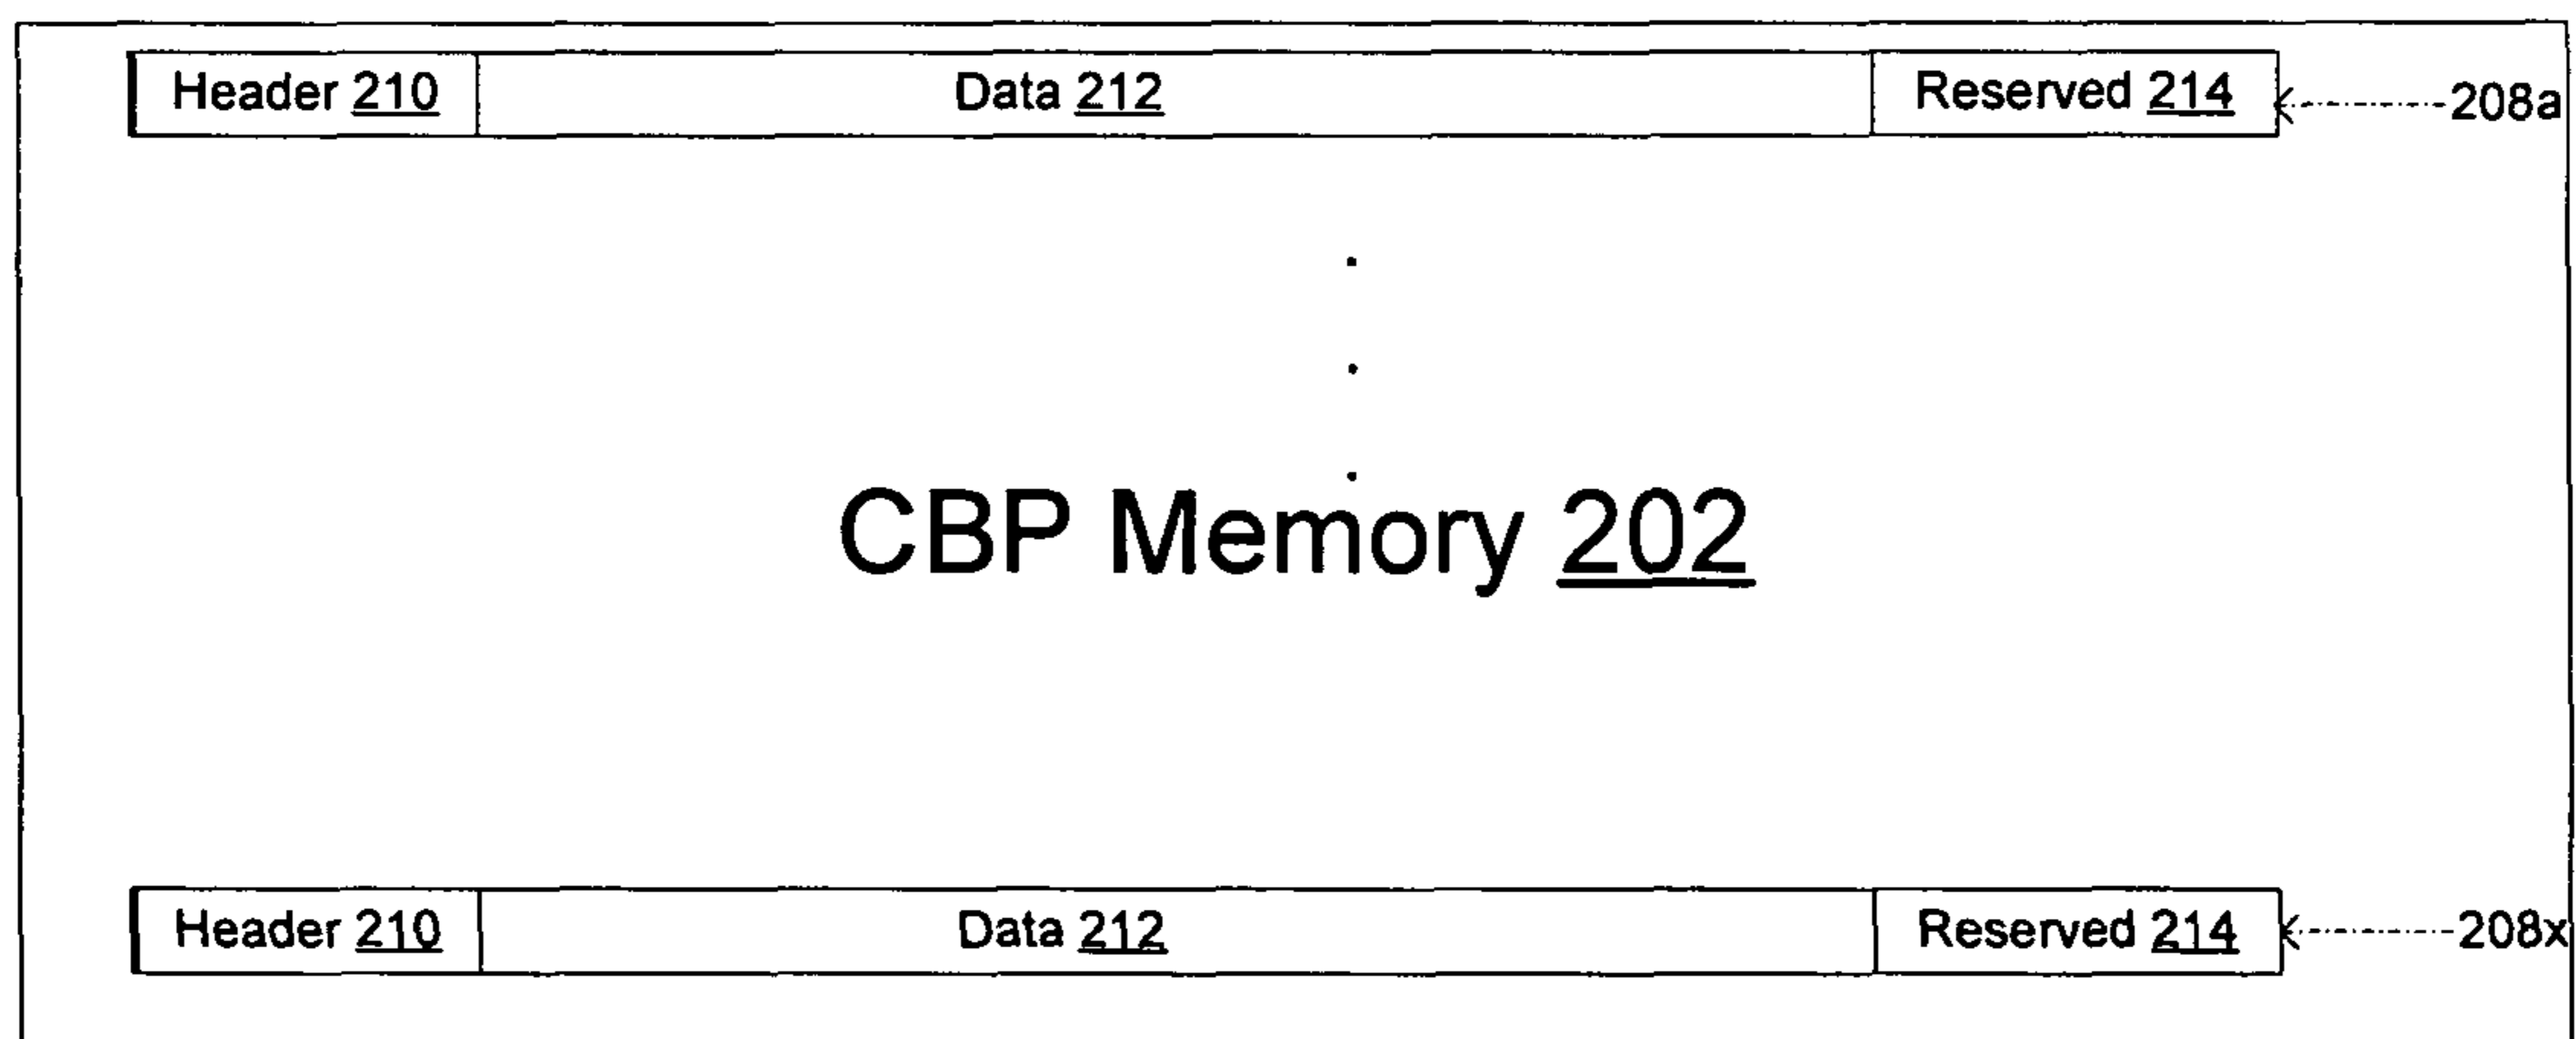 Header 210 Data 212 Reserved 214 208a
CBP Memory 202
Header 210 Data 212 Reserved 214 208x